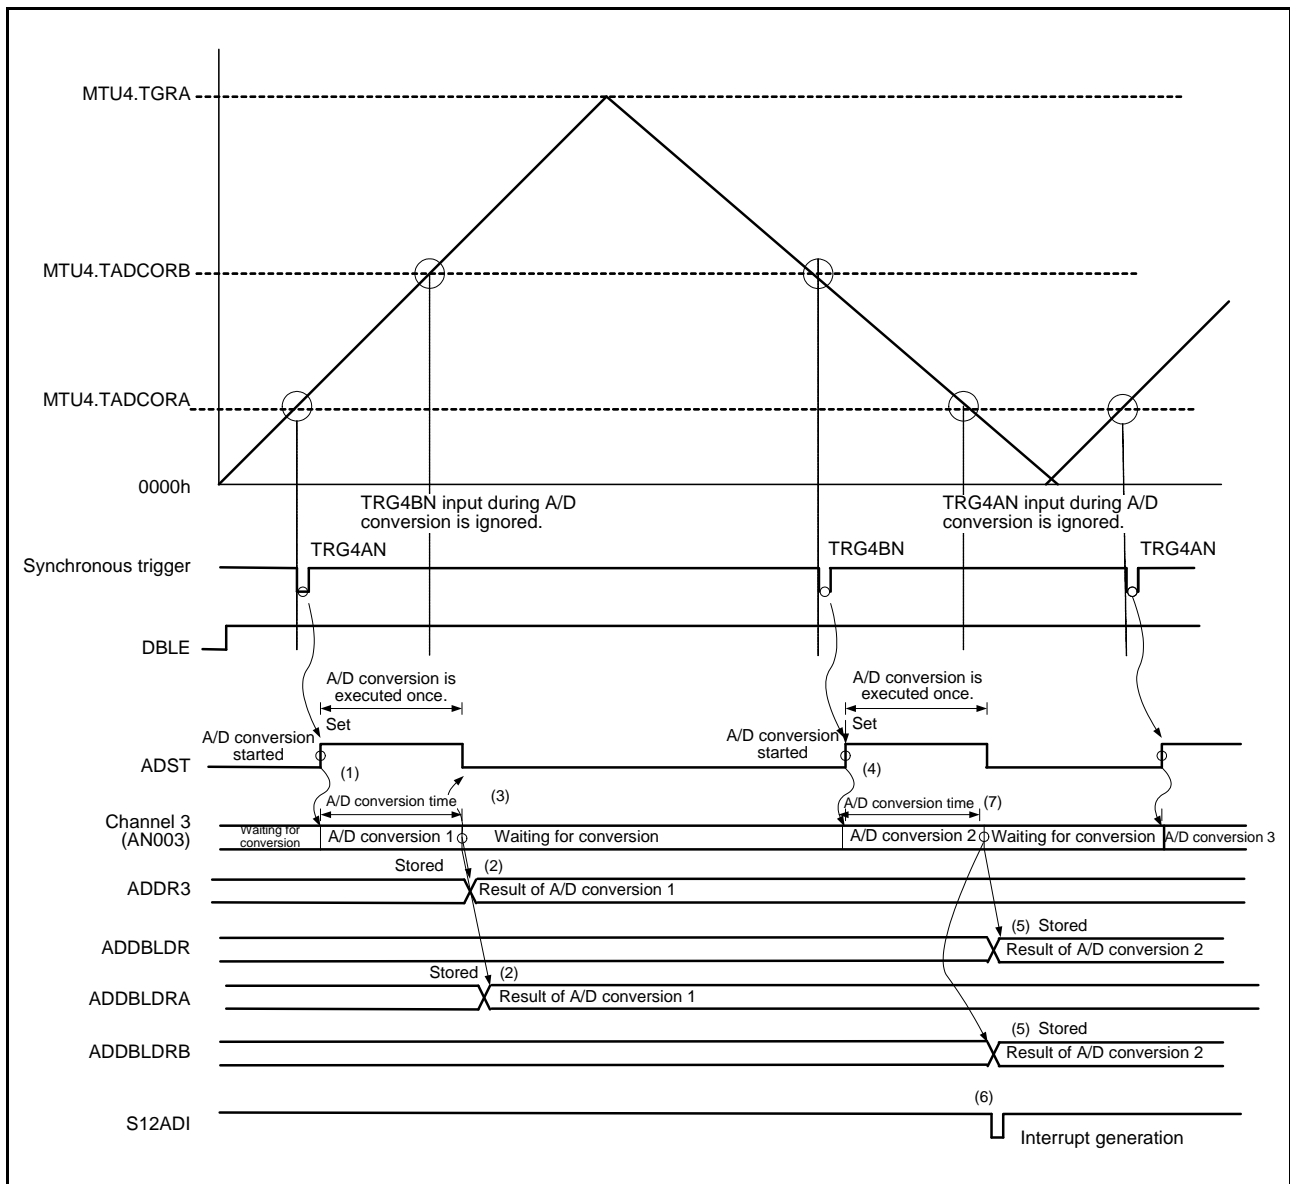 MTU4.TGRA
MTU4.TADCORB
MTU4.TADCORA
0000h
TRG4BN input during A/D
conversion is ignored.
TRG4AN input during A/D
conversion is ignored.
Synchronous trigger
TRG4AN
TRG4BN
TRG4AN
DBLE
A/D conversion is
executed once.
A/D conversion is
executed once.
Set
Set
A/D conversion
started
A/D conversion
started
ADST
(1)
(4)
A/D conversion time
(3)
A/D conversion time
(7)
Channel 3
(AN003)
Waiting for
conversion
A/D conversion 1
Waiting for conversion
A/D conversion 2
Waiting for conversion
A/D conversion 3
Stored
(2)
ADDR3
Result of A/D conversion 1
(5) Stored
ADDBLDR
Result of A/D conversion 2
Stored
(2)
ADDBLDRA
Result of A/D conversion 1
(5) Stored
ADDBLDRB
Result of A/D conversion 2
(6)
S12ADI
Interrupt generation